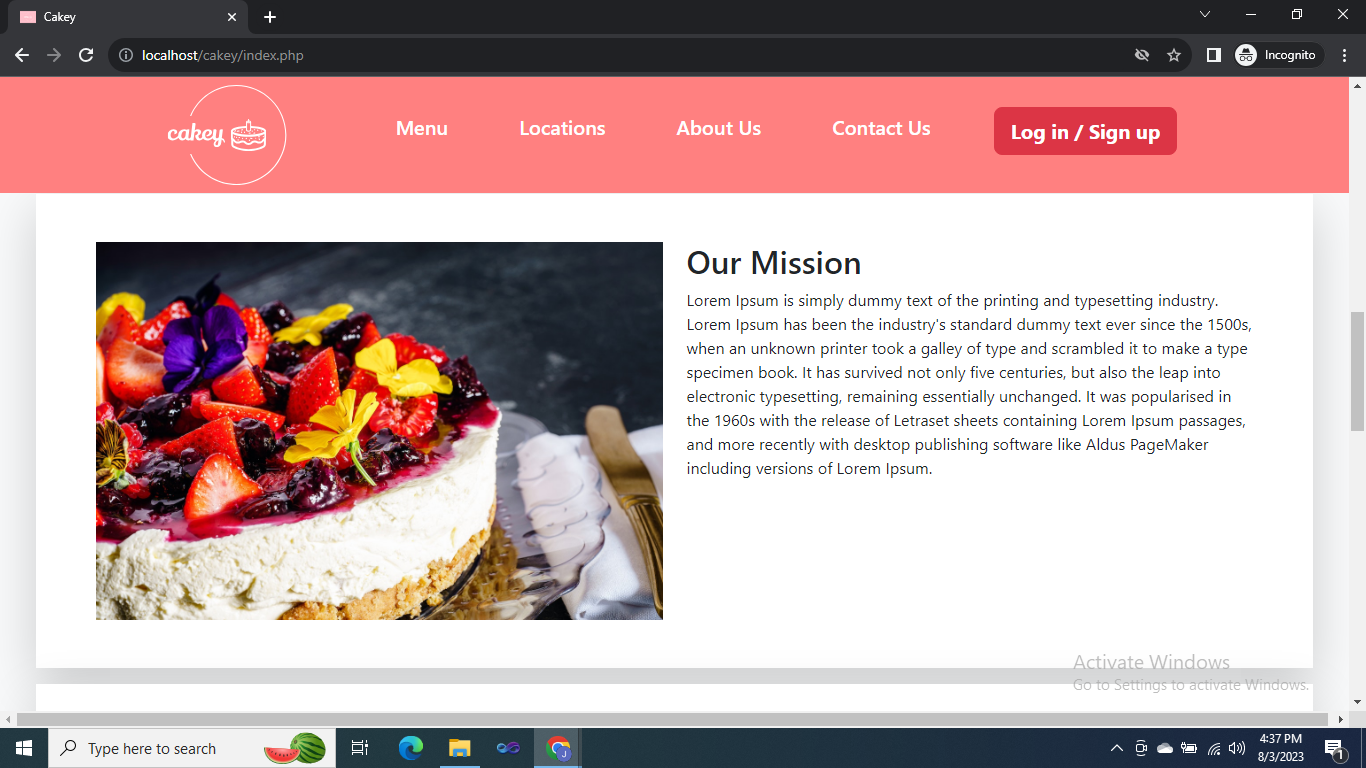 Cakey
localhost/cakey/index.php
Incognito
cakey
Menu
Locations
About Us
Contact Us
Log in / Sign up
Our Mission
Lorem Ipsum is simply dummy text of the printing and typesetting industry.
Lorem Ipsum has been the industry's standard dummy text ever since the 1500s,
when an unknown printer took a galley of type and scrambled it to make a type
specimen book. It has survived not only five centuries, but also the leap into
electronic typesetting, remaining essentially unchanged. It was popularised in
the 1960s with the release of Letraset sheets containing Lorem Ipsum passages,
and more recently with desktop publishing software like Aldus PageMaker
including versions of Lorem Ipsum.
Activate Windows
Go to Settings to activate Windows.
Type here to search
J
4:37 PM
8/3/2023
1